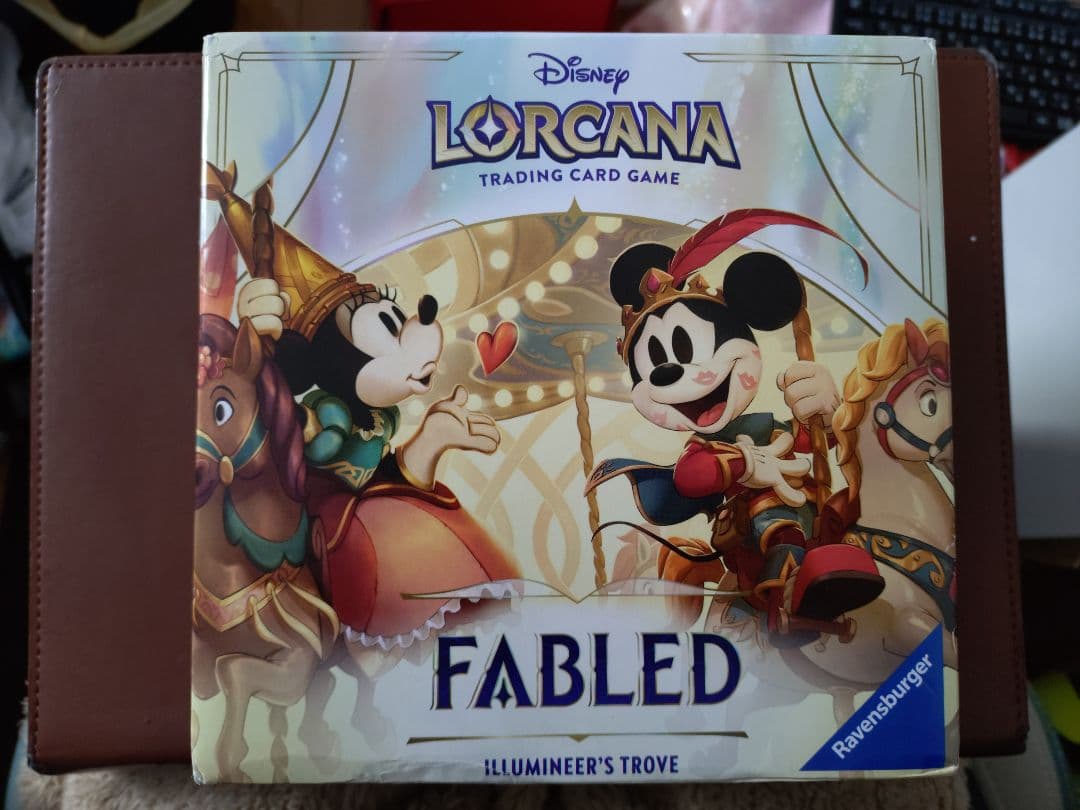 Disney
LORCANA
TRADING CARD GAME
FABLED
Ravensburger
ILLUMINEER'S TROVE